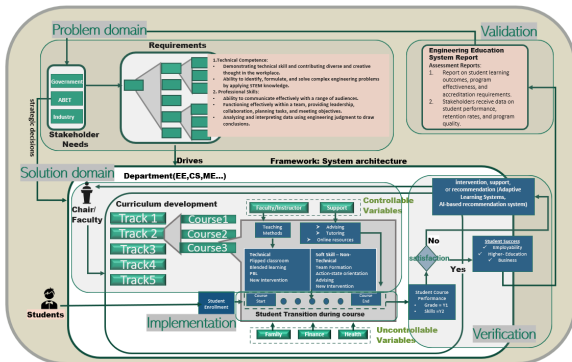 Problem domain
Validation
Requirements
Government
ABET
Industry
Stakeholder
Needs
1.Technical Competence:
Demonstrating technical skill and contributing diverse and creative
thought in the workplace.
Ability to identify, formulate, and solve complex engineering problems
by applying STEM knowledge.
1. Professional Skills:
Ability to communicate effectively with a range of audiences.
Functioning effectively within a team, providing leadership,
collaboration, planning tasks, and meeting objectives.
Analyzing and interpreting data using engineering judgment to draw
conclusions.
Engineering Education
System Report
Assessment Reports:
1. Report on student learning
outcomes, program
effectiveness, and
accreditation requirements.
2. Stakeholders receive data on
student performance,
retention rates, and
program quality.
strategic decisions
Drives
Framework: System architecture
Solution domain
Department(EE,CS,ME...)
Chair/
Faculty
Curriculum development
Track 1
Track 2
Track3
Track4
Track5
Course1
Course2
Course3
Faculty/Instructor
Support
Controllable
Variables
Teaching
Methods
✓ Advising
✓ Tutoring
✓ Online resources
Technical
Flipped classroom
Blended learning
PBL
New Intervention
Soft Skill – Non-
Technical
Team Formation
Action-state orientation
Advising
New Intervention
intervention, support,
or recommendation (Adaptive
Learning Systems,
AI-based recommendation system)
No
satisfaction
Yes
Student Success
✓ Employability
✓ Higher- Education
✓ Business
Students
Student
Enrollment
Course
Start
Course
End
Student Transition during course
Student Course
Performance
Grade >Y1
Skills >Y2
Implementation
Family
Finance
Health
Uncontrollable
Variables
Verification